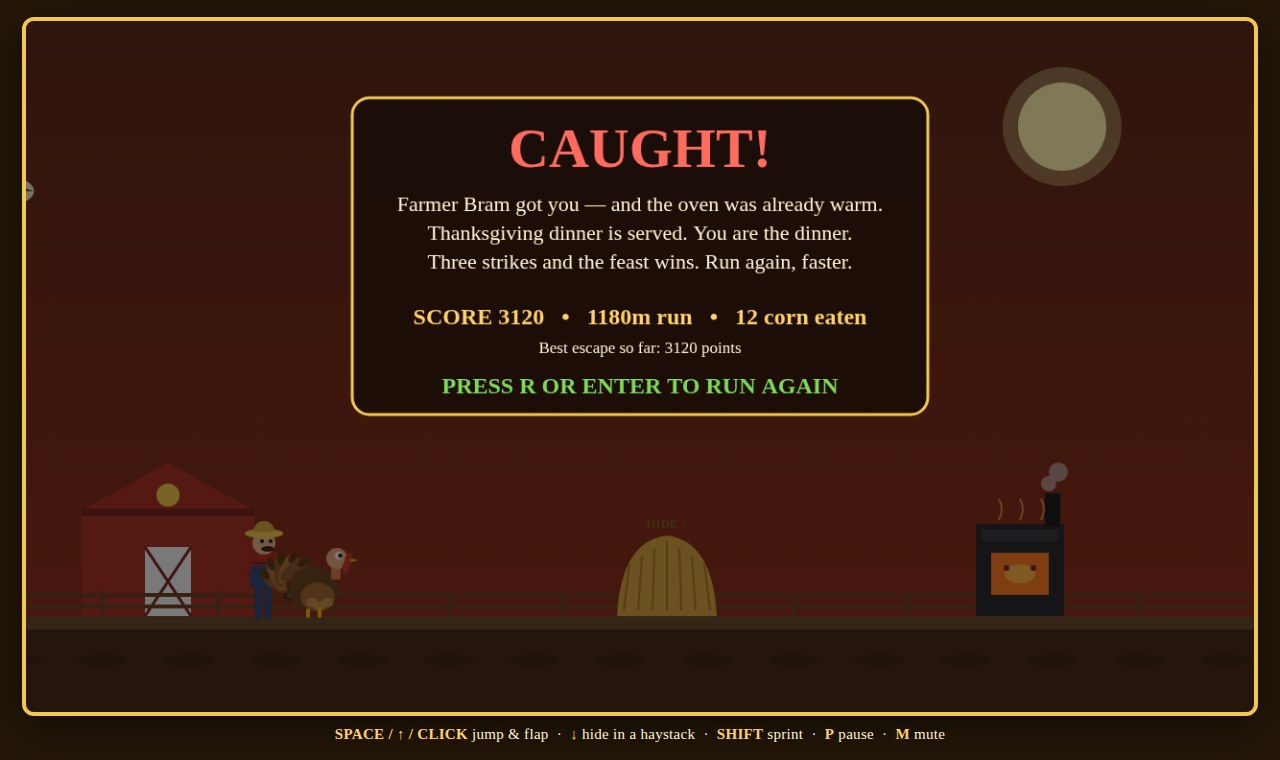 CAUGHT!
Farmer Bram got you — and the oven was already warm.
Thanksgiving dinner is served. You are the dinner.
Three strikes and the feast wins. Run again, faster.
SCORE 3120 • 1180m run • 12 corn eaten
Best escape so far: 3120 points
PRESS R OR ENTER TO RUN AGAIN
HIDE ↓
SPACE / ↑ / CLICK jump & flap · ↓ hide in a haystack · SHIFT sprint · P pause · M mute